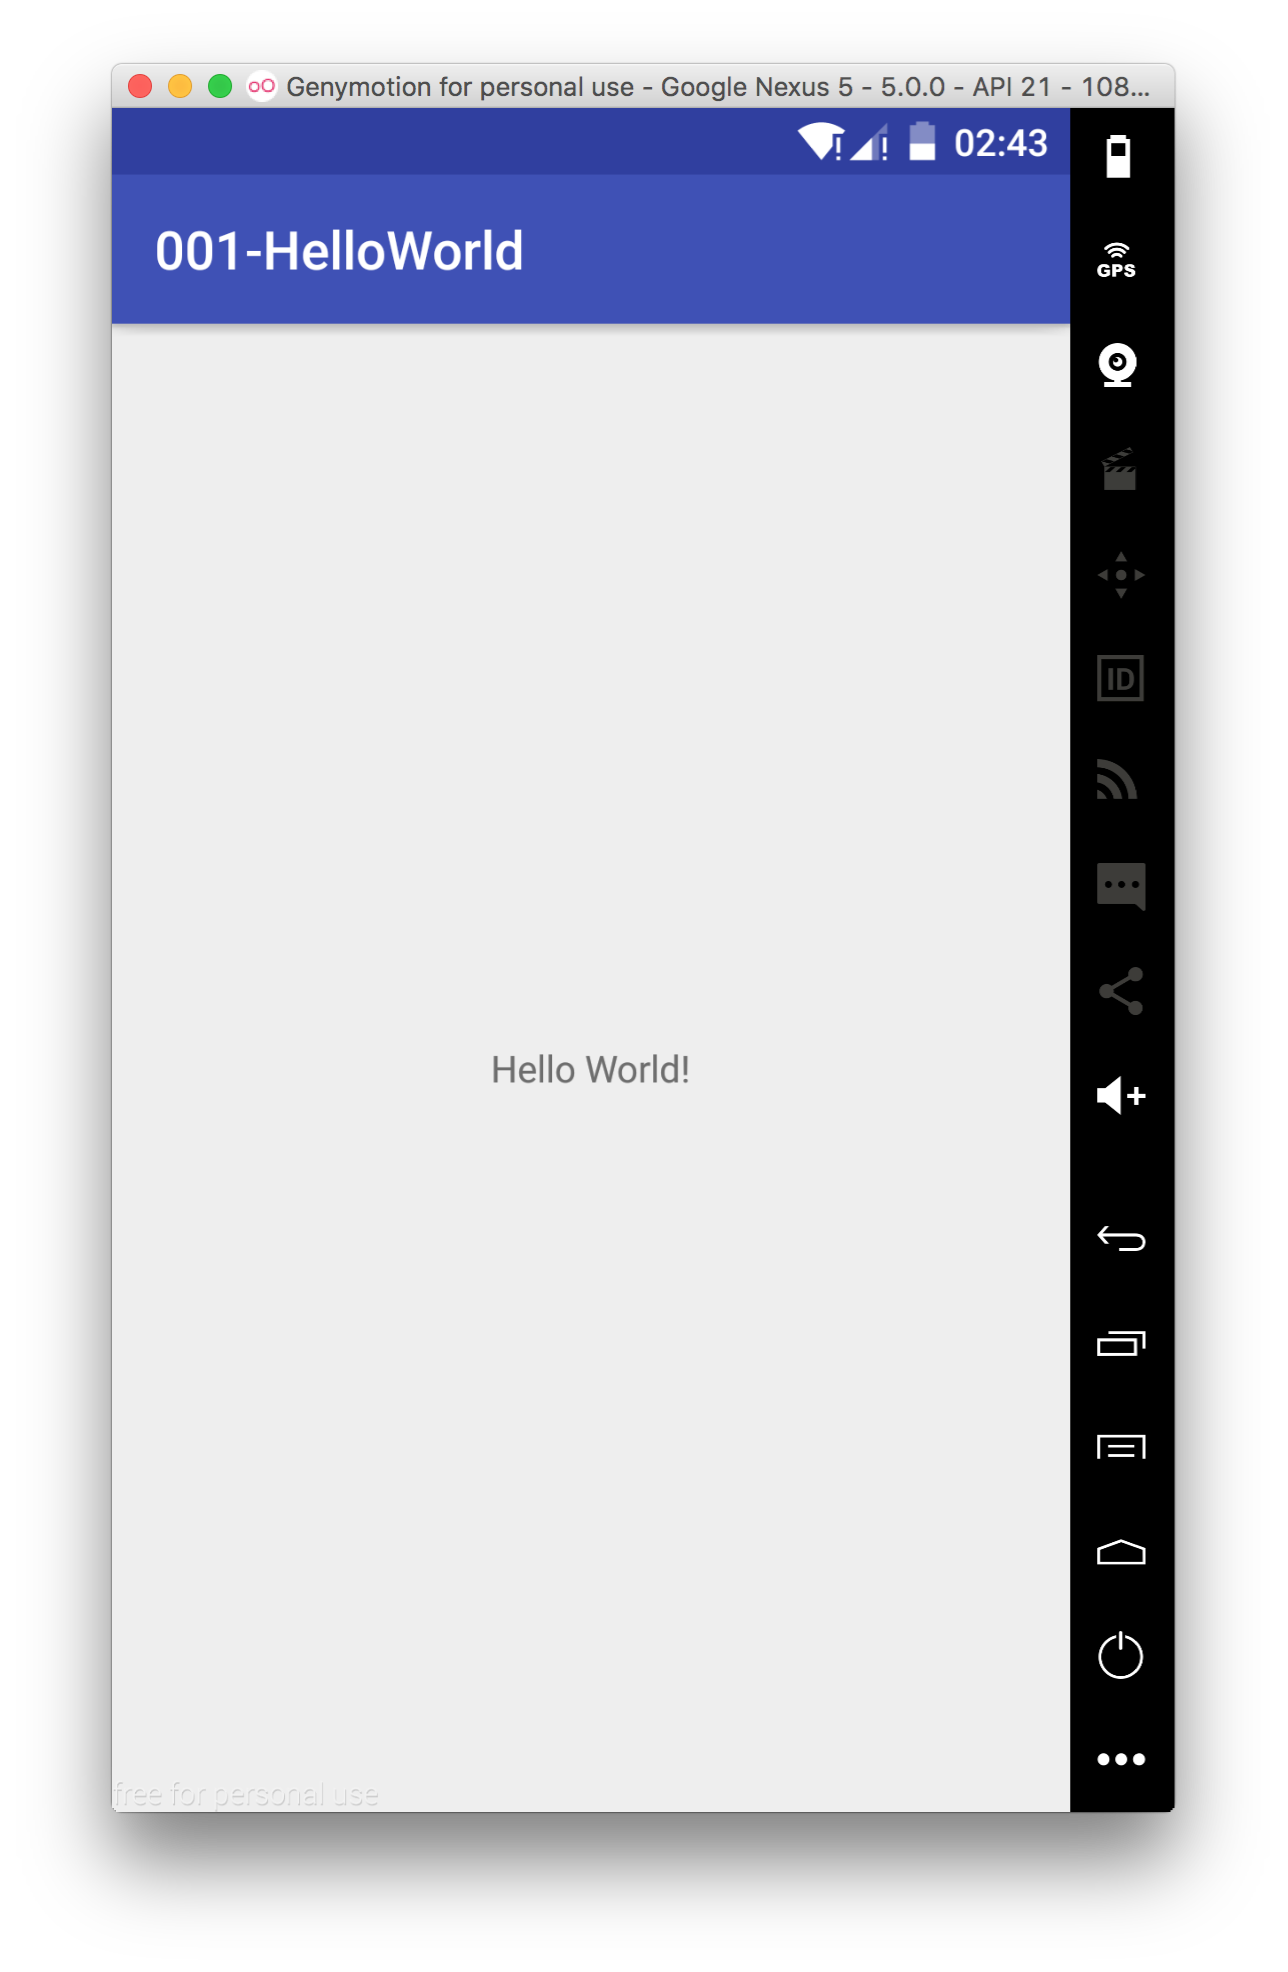 Genymotion for personal use - Google Nexus 5 - 5.0.0 - API 21 - 108...
02:43
001-HelloWorld
GPS
ID
Hello World!
free for personal use